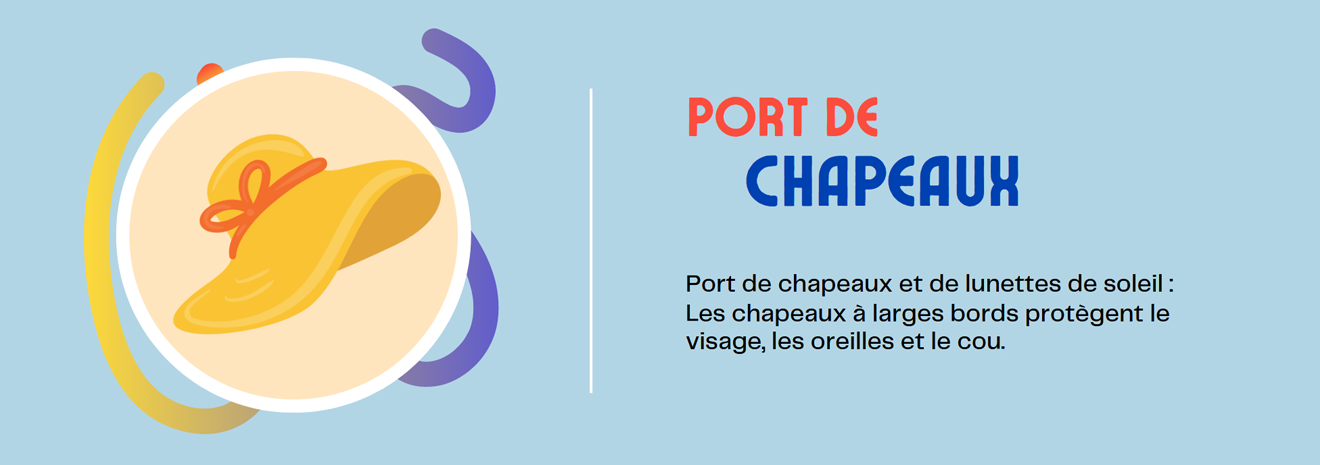 PORT DE
CHAPEAUX
Port de chapeaux et de lunettes de soleil :
Les chapeaux à larges bords protègent le
visage, les oreilles et le cou.